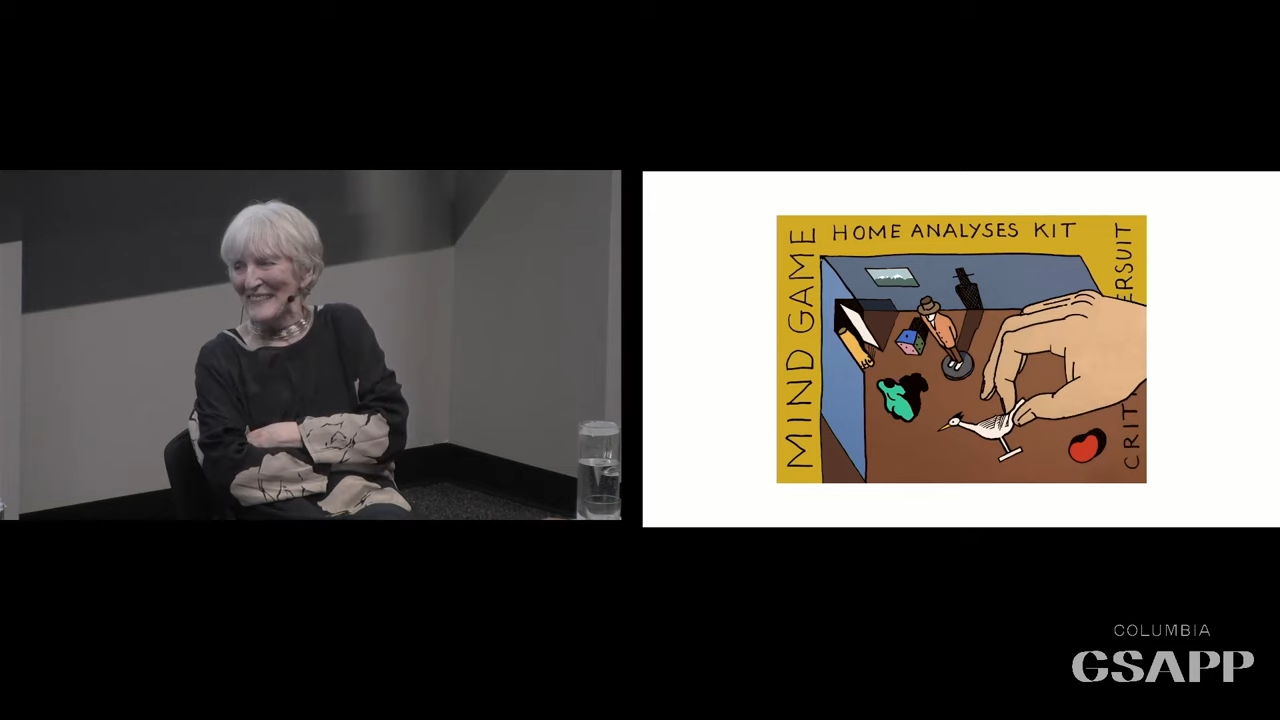 MIND GAME
HOME ANALYSES KIT
CRIT
ERSUIT
COLUMBIA
GSAPP